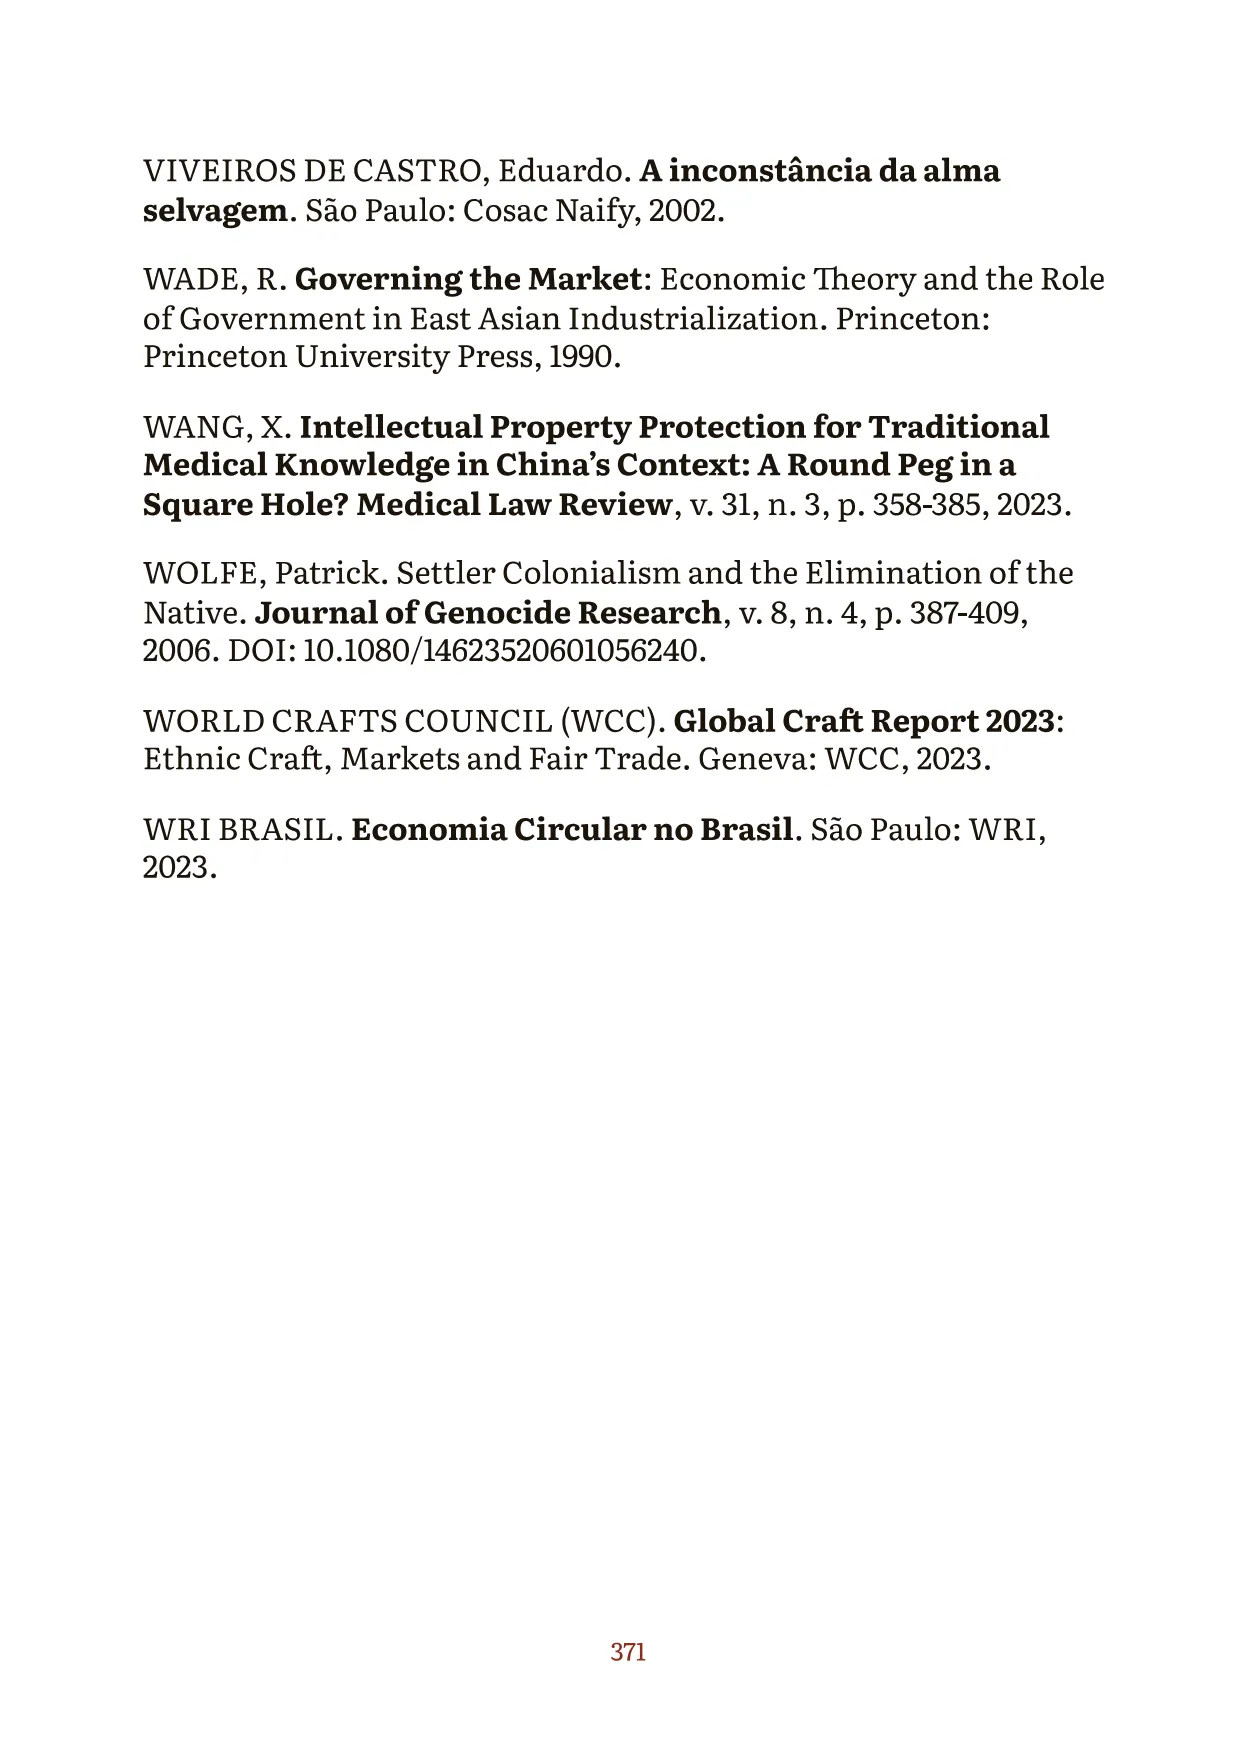 VIVEIROS DE CASTRO, Eduardo. A inconstância da alma
selvagem. São Paulo: Cosac Naify, 2002.
WADE, R. Governing the Market: Economic Theory and the Role
of Government in East Asian Industrialization. Princeton:
Princeton University Press, 1990.
WANG, X. Intellectual Property Protection for Traditional
Medical Knowledge in China’s Context: A Round Peg in a
Square Hole? Medical Law Review, v. 31, n. 3, p. 358-385, 2023.
WOLFE, Patrick. Settler Colonialism and the Elimination of the
Native. Journal of Genocide Research, v. 8, n. 4, p. 387-409,
2006. DOI: 10.1080/14623520601056240.
WORLD CRAFTS COUNCIL (WCC). Global Craft Report 2023:
Ethnic Craft, Markets and Fair Trade. Geneva: WCC, 2023.
WRI BRASIL. Economia Circular no Brasil. São Paulo: WRI,
2023.
371